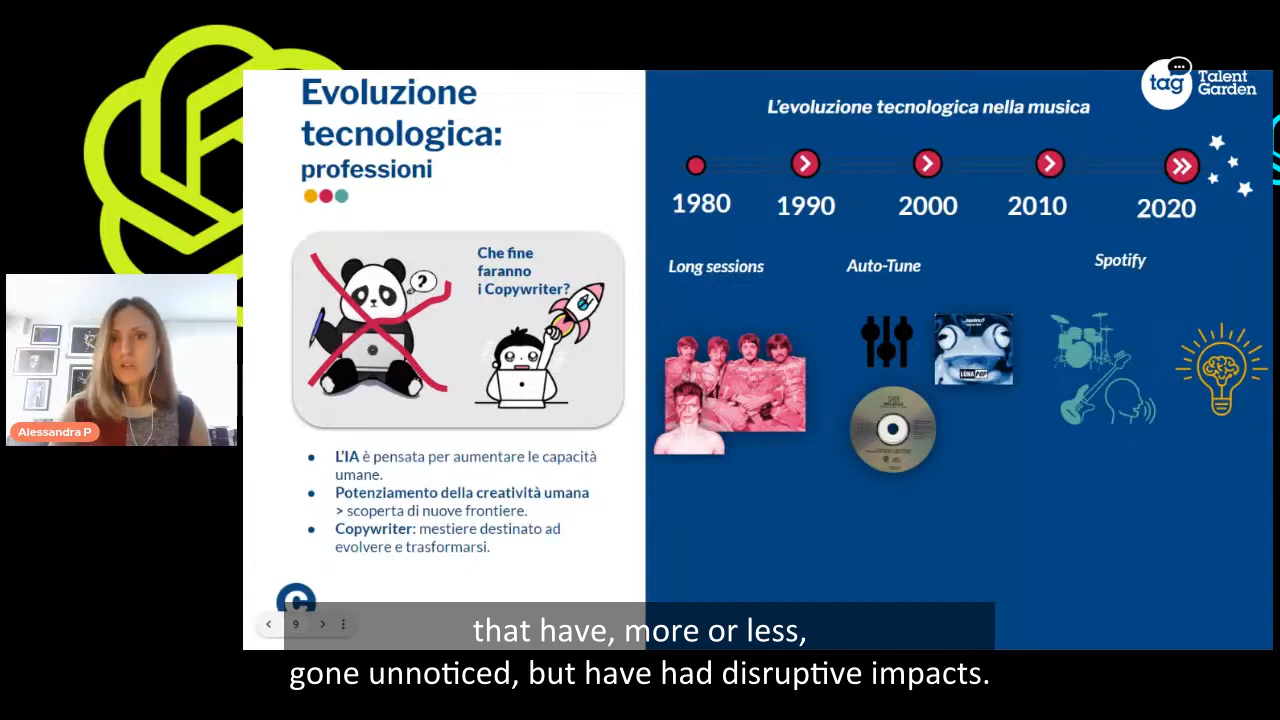 Evoluzione
tecnologica:
professioni
Che fine
faranno
i Copywriter?
?
L'IA è pensata per aumentare le capacità
umane.
Potenziamento della creatività umana
> scoperta di nuove frontiere.
Copywriter: mestiere destinato ad
evolvere e trasformarsi.
9
L'evoluzione tecnologica nella musica
1980
1990
2000
2010
2020
Long sessions
Auto-Tune
Spotify
LÙNAPOP
tag
Talent
Garden
Alessandra P
that have, more or less,
gone unnoticed, but have had disruptive impacts.